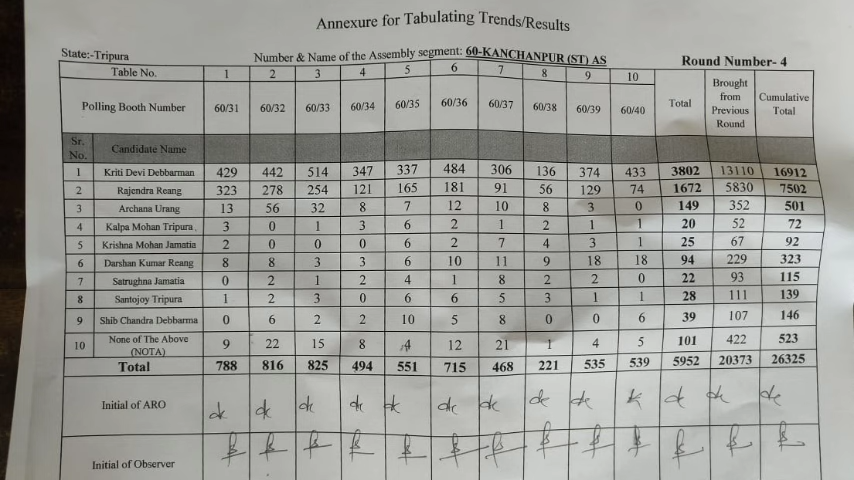 Annexure for Tabulating Trends/Results
State:-Tripura Number & Name of the Assembly segment: 60-KANCHANPUR (ST) AS Round Number- 4
Table No. 1 2 3 4 5 6 7 8 9 10 Total Brought from Previous Round Cumulative Total
Polling Booth Number 60/31 60/32 60/33 60/34 60/35 60/36 60/37 60/38 60/39 60/40
Sr. No. Candidate Name
1 Kriti Devi Debbarman 429 442 514 347 337 484 306 136 374 433 3802 13110 16912
2 Rajendra Reang 323 278 254 121 165 181 91 56 129 74 1672 5830 7502
3 Archana Urang 13 56 32 8 7 12 10 8 3 0 149 352 501
4 Kalpa Mohan Tripura 3 0 1 3 6 2 1 2 1 1 20 52 72
5 Krishna Mohan Jamatia 2 0 0 0 6 2 7 4 3 1 25 67 92
6 Darshan Kumar Reang 8 8 3 3 6 10 11 9 18 18 94 229 323
7 Satrughna Jamatia 0 2 1 2 4 1 8 2 2 0 22 93 115
8 Santojoy Tripura 1 2 3 0 6 6 5 3 1 1 28 111 139
9 Shib Chandra Debbarma 0 6 2 2 10 5 8 0 0 6 39 107 146
10 None of The Above (NOTA) 9 22 15 8 4 12 21 1 4 5 101 422 523
Total 788 816 825 494 551 715 468 221 535 539 5952 20373 26325
Initial of ARO
Initial of Observer